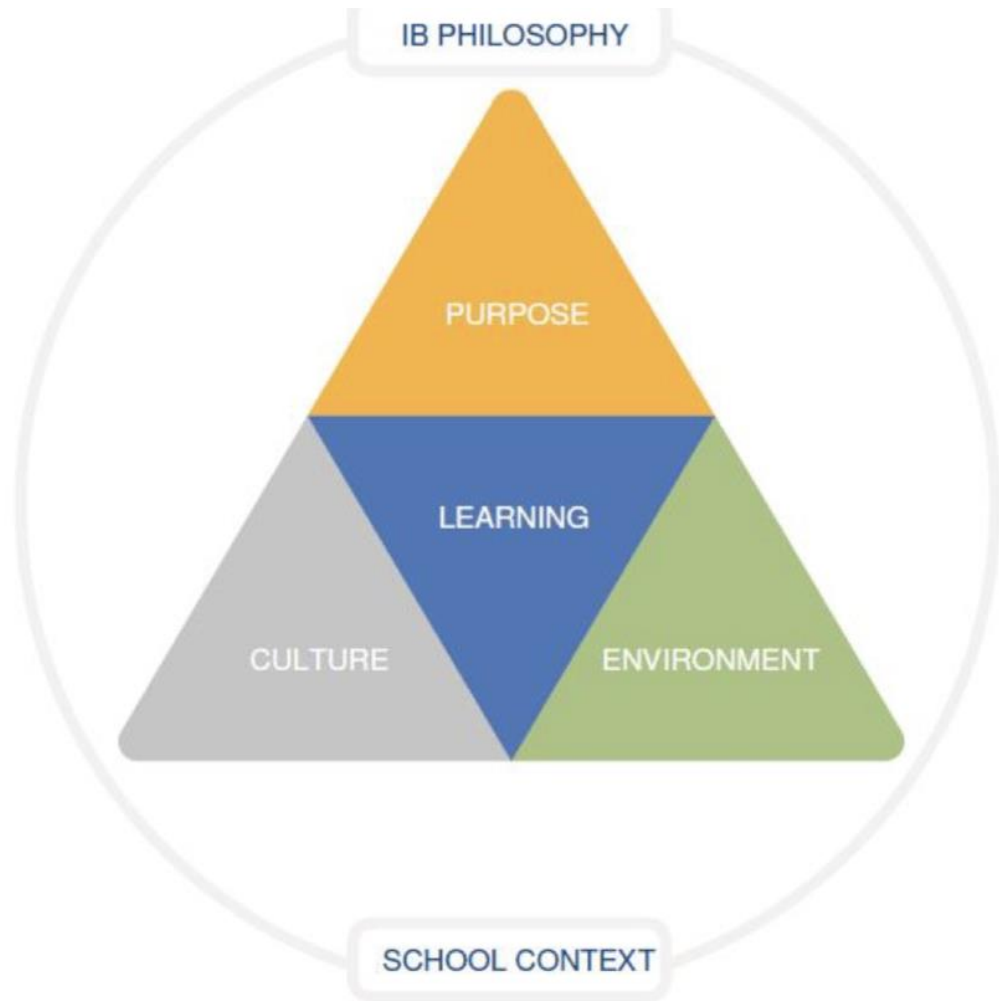 IB PHILOSOPHY
PURPOSE
LEARNING
CULTURE
ENVIRONMENT
SCHOOL CONTEXT